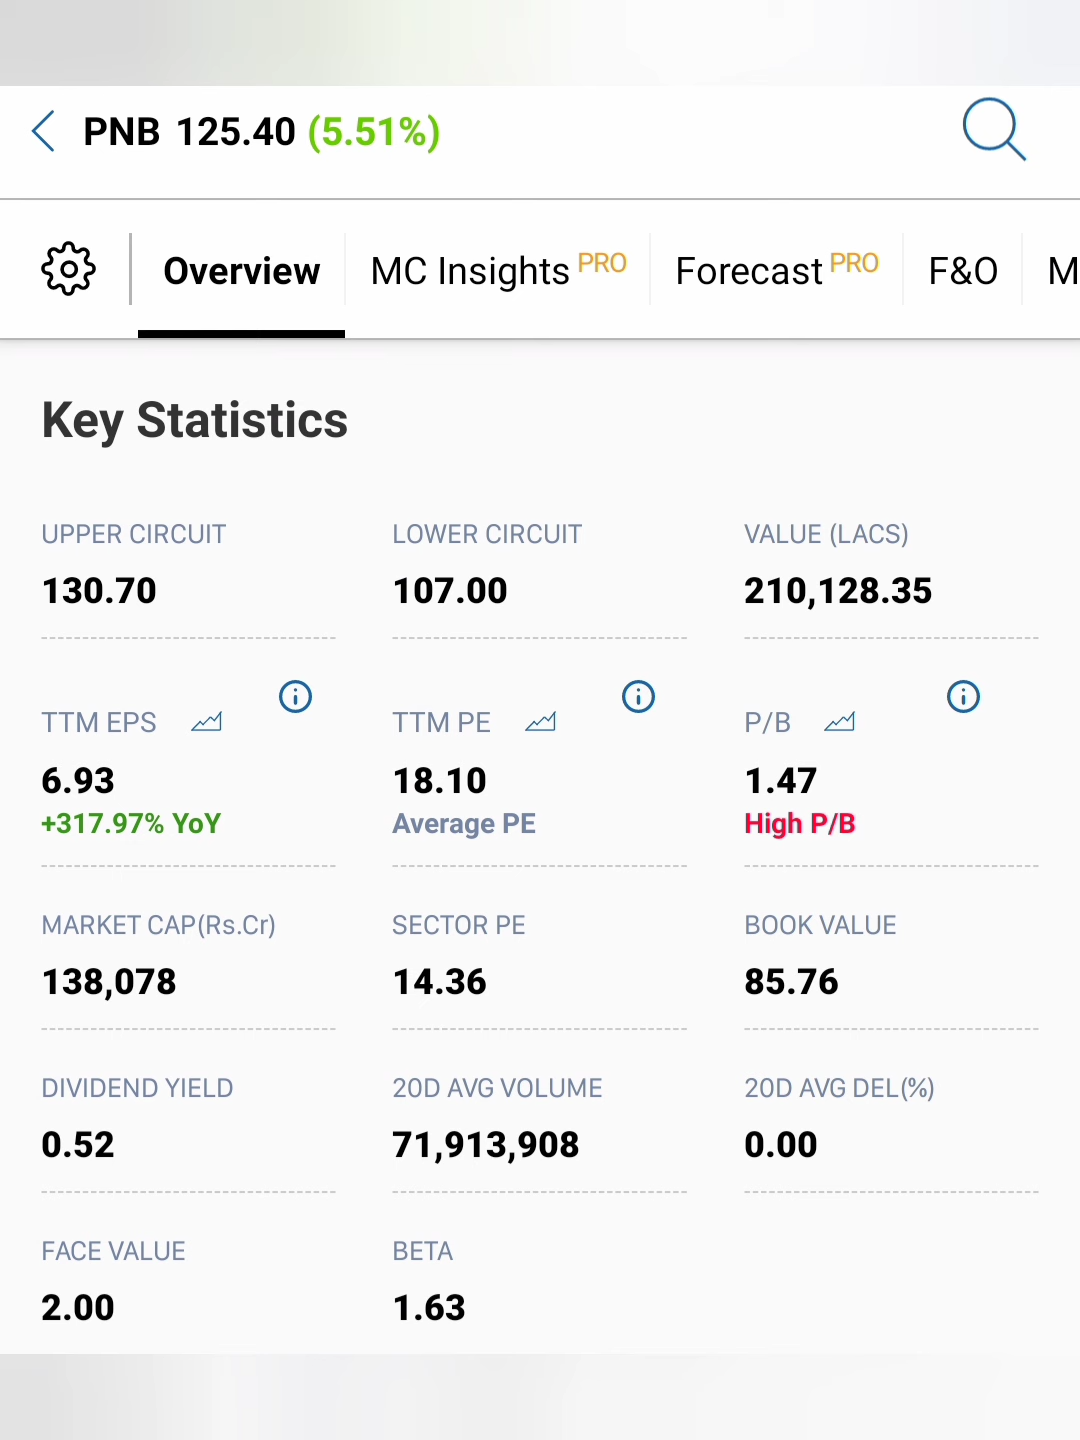 PNB 125.40 (5.51%)
Overview MC Insights PRO Forecast PRO F&O M
Key Statistics
UPPER CIRCUIT LOWER CIRCUIT VALUE (LACS)
130.70 107.00 210,128.35
TTM EPS TTM PE P/B
6.93 18.10 1.47
+317.97% YoY Average PE High P/B
MARKET CAP(Rs.Cr) SECTOR PE BOOK VALUE
138,078 14.36 85.76
DIVIDEND YIELD 20D AVG VOLUME 20D AVG DEL(%)
0.52 71,913,908 0.00
FACE VALUE BETA
2.00 1.63